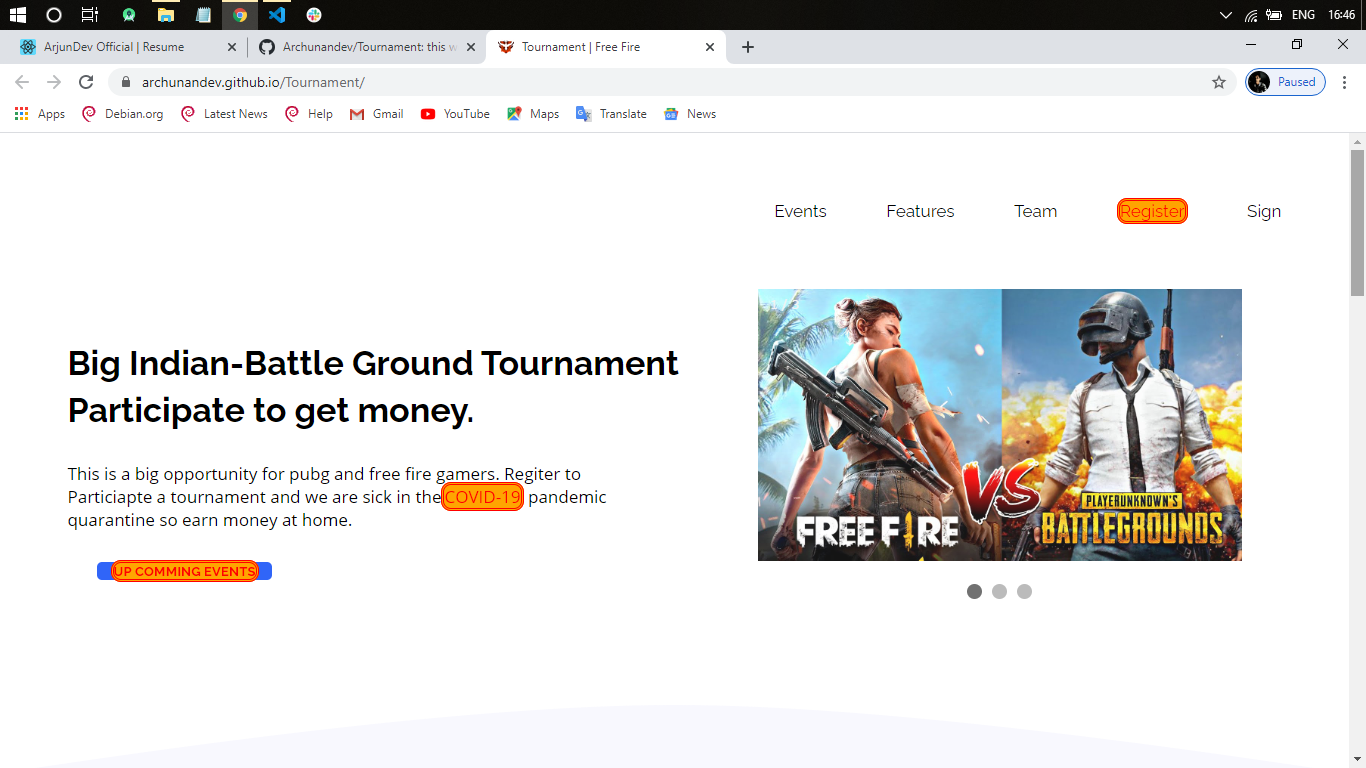 ENG 16:46
ArjunDev Official | Resume
Archunandev/Tournament: this w
Tournament | Free Fire
archunandev.github.io/Tournament/
Paused
Apps Debian.org Latest News Help Gmail YouTube Maps Translate News
Events Features Team Register Sign
Big Indian-Battle Ground Tournament
Participate to get money.
This is a big opportunity for pubg and free fire gamers. Regiter to
Particiapte a tournament and we are sick in the COVID-19 pandemic
quarantine so earn money at home.
UP COMMING EVENTS
FREE FIRE
VS
PLAYERUNKNOWN'S
BATTLEGROUNDS